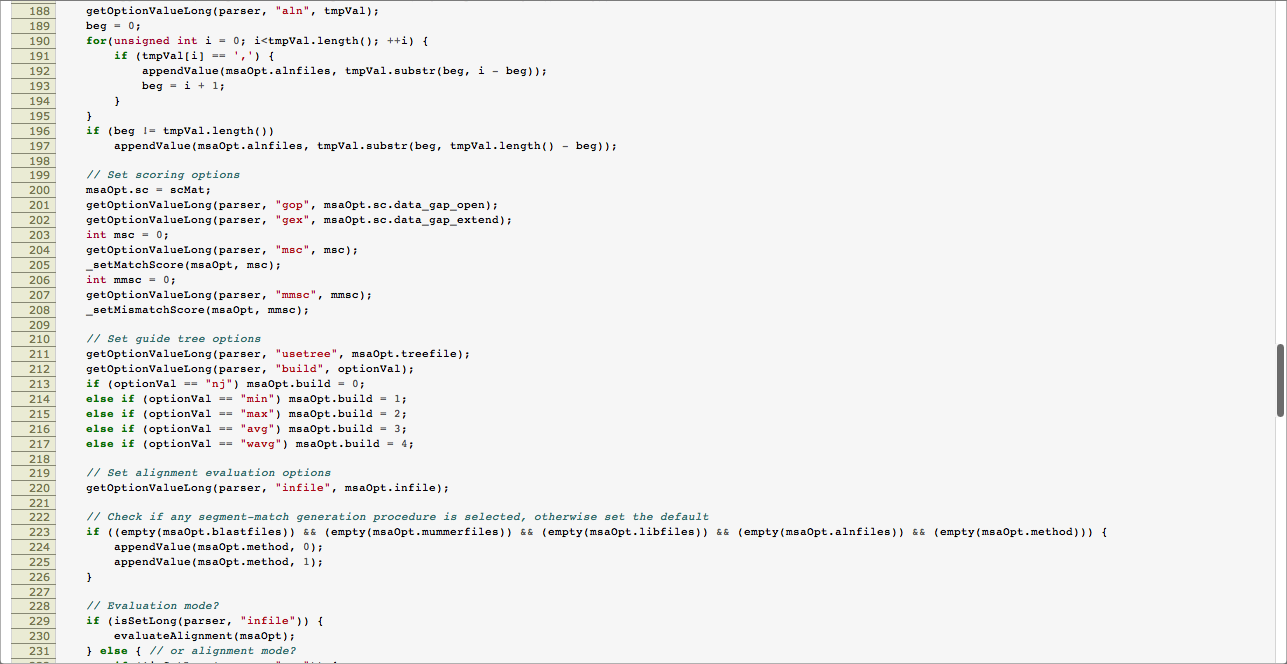 188 getOptionValueLong(parser, "aln", tmpVal);
189 beg = 0;
190 for(unsigned int i = 0; i<tmpVal.length(); ++i) {
191 if (tmpVal[i] == ',') {
192 appendValue(msaOpt.alnfiles, tmpVal.substr(beg, i - beg));
193 beg = i + 1;
194 }
195 }
196 if (beg != tmpVal.length())
197 appendValue(msaOpt.alnfiles, tmpVal.substr(beg, tmpVal.length() - beg));
198
199 // Set scoring options
200 msaOpt.sc = scMat;
201 getOptionValueLong(parser, "gop", msaOpt.sc.data_gap_open);
202 getOptionValueLong(parser, "gex", msaOpt.sc.data_gap_extend);
203 int msc = 0;
204 getOptionValueLong(parser, "msc", msc);
205 _setMatchScore(msaOpt, msc);
206 int mmsc = 0;
207 getOptionValueLong(parser, "mmsc", mmsc);
208 _setMismatchScore(msaOpt, mmsc);
209
210 // Set guide tree options
211 getOptionValueLong(parser, "usetree", msaOpt.treefile);
212 getOptionValueLong(parser, "build", optionVal);
213 if (optionVal == "nj") msaOpt.build = 0;
214 else if (optionVal == "min") msaOpt.build = 1;
215 else if (optionVal == "max") msaOpt.build = 2;
216 else if (optionVal == "avg") msaOpt.build = 3;
217 else if (optionVal == "wavg") msaOpt.build = 4;
218
219 // Set alignment evaluation options
220 getOptionValueLong(parser, "infile", msaOpt.infile);
221
222 // Check if any segment-match generation procedure is selected, otherwise set the default
223 if ((empty(msaOpt.blastfiles)) && (empty(msaOpt.mummerfiles)) && (empty(msaOpt.libfiles)) && (empty(msaOpt.alnfiles)) && (empty(msaOpt.method))) {
224 appendValue(msaOpt.method, 0);
225 appendValue(msaOpt.method, 1);
226 }
227
228 // Evaluation mode?
229 if (isSetLong(parser, "infile")) {
230 evaluateAlignment(msaOpt);
231 } else { // or alignment mode?